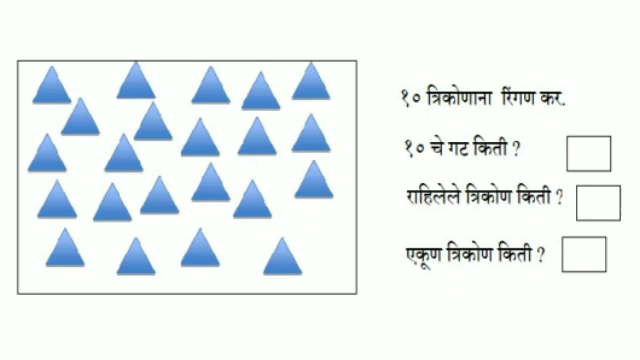 १० त्रिकोणाना रिंगण कर.
१० चे गट किती ?
राहिलेले त्रिकोण किती ?
एकूण त्रिकोण किती ?